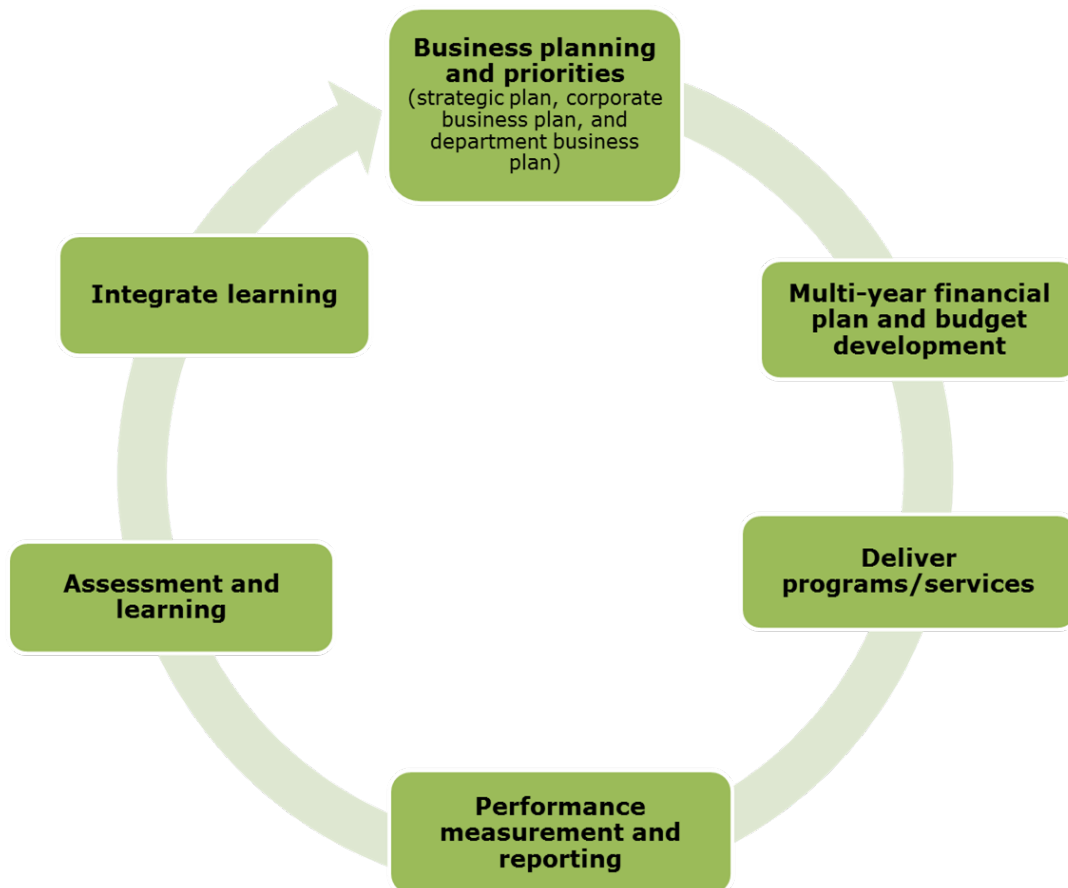 Business planning
and priorities
(strategic plan, corporate
business plan, and
department business
plan)
Multi-year financial
plan and budget
development
Deliver
programs/services
Performance
measurement and
reporting
Assessment and
learning
Integrate learning